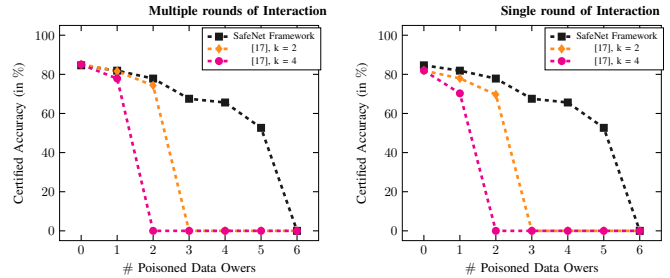 Multiple rounds of Interaction
SafeNet Framework
[17], k = 2
[17], k = 4
Certified Accuracy (in %)
100
80
60
40
20
0
0 1 2 3 4 5 6
# Poisoned Data Owers
Single round of Interaction
SafeNet Framework
[17], k = 2
[17], k = 4
Certified Accuracy (in %)
100
80
60
40
20
0
0 1 2 3 4 5 6
# Poisoned Data Owers